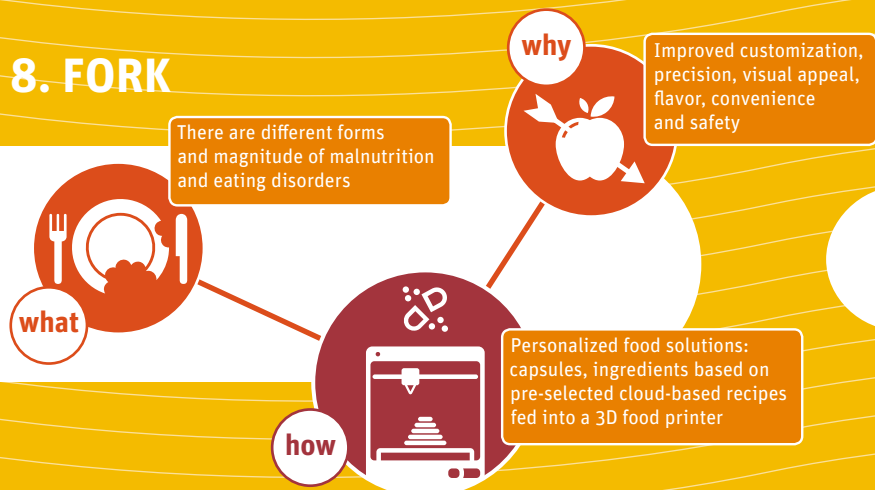 8. FORK
what
There are different forms
and magnitude of malnutrition
and eating disorders
how
Personalized food solutions:
capsules, ingredients based on
pre-selected cloud-based recipes
fed into a 3D food printer
why
Improved customization,
precision, visual appeal,
flavor, convenience
and safety